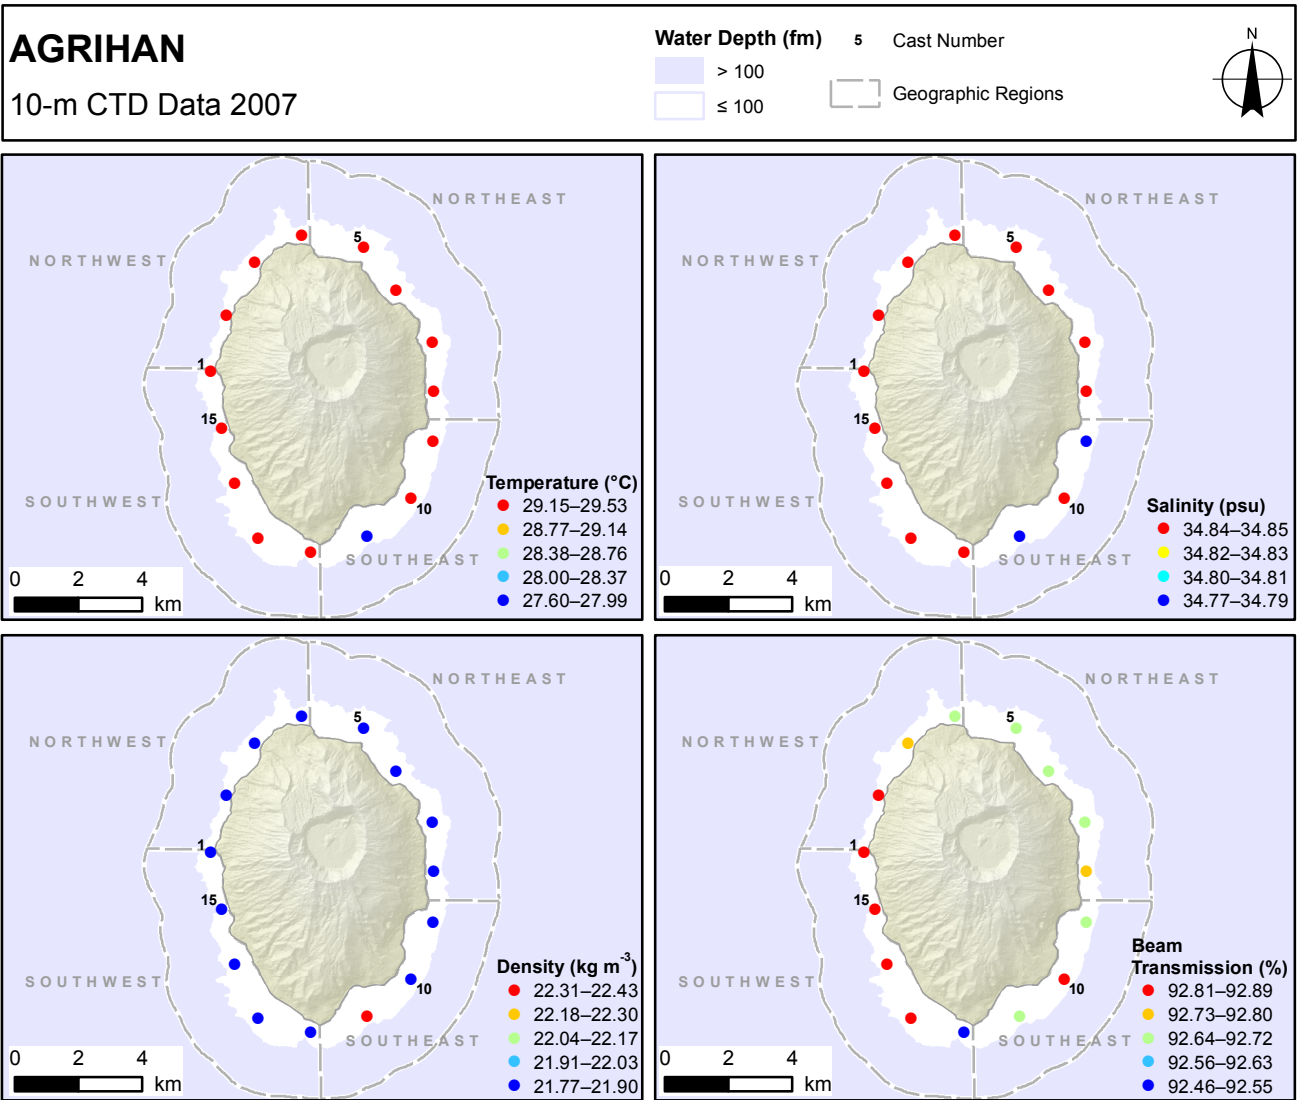 AGRIHAN
10-m CTD Data 2007
Water Depth (fm)
> 100
≤ 100
5 Cast Number
Geographic Regions
N
NORTHEAST
NORTHWEST
SOUTHWEST
SOUTHEAST
5
1
15
10
Temperature (°C)
29.15–29.53
28.77–29.14
28.38–28.76
28.00–28.37
27.60–27.99
0 2 4
km
NORTHEAST
NORTHWEST
SOUTHWEST
SOUTHEAST
5
1
15
10
Salinity (psu)
34.84–34.85
34.82–34.83
34.80–34.81
34.77–34.79
0 2 4
km
NORTHEAST
NORTHWEST
SOUTHWEST
SOUTHEAST
5
1
15
10
Density (kg m⁻³)
22.31–22.43
22.18–22.30
22.04–22.17
21.91–22.03
21.77–21.90
0 2 4
km
NORTHEAST
NORTHWEST
SOUTHWEST
SOUTHEAST
5
1
15
10
Beam
Transmission (%)
92.81–92.89
92.73–92.80
92.64–92.72
92.56–92.63
92.46–92.55
0 2 4
km